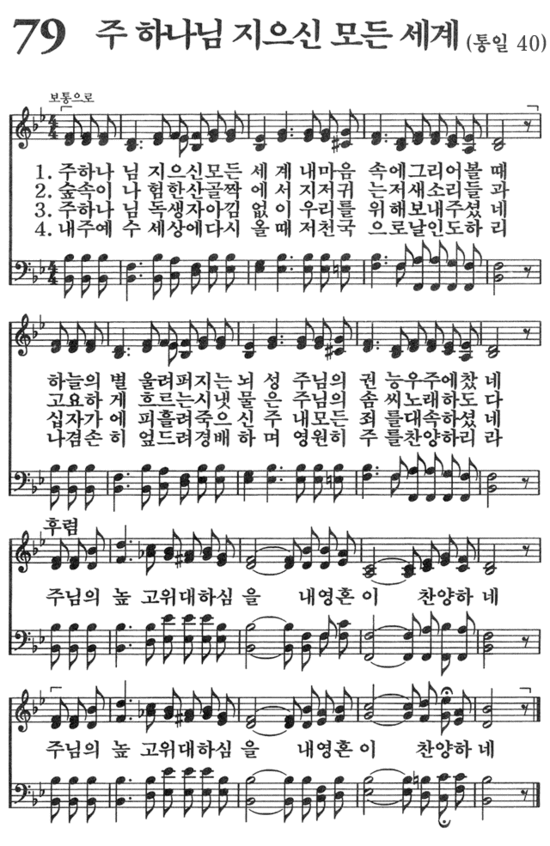 79 주 하나님 지으신 모든 세계 (통일 40)
보통으로
1. 주하나 님 지으신모든 세 계 내마음 속에그리어볼 때
2. 숲속이 나 험한산골짝 에 서 지저귀 는저새소리들 과
3. 주하나 님 독생자아낌 없 이 우리를 위해보내주셨 네
4. 내주예 수 세상에다시 올 때 저천국 으로날인도하 리
하늘의 별 울려퍼지는 뇌 성 주님의 권 능우주에찼 네
고요하 게 흐르는시냇 물 은 주님의 솜 씨노래하도 다
십자가 에 피흘려죽으 신 주 내모든 죄 를대속하셨 네
나겸손 히 엎드려경배 하 며 영원히 주 를찬양하리 라
후렴
주님의 높 고위대하심 을 내영혼 이 찬양하 네
주님의 높 고위대하심 을 내영혼 이 찬양하 네